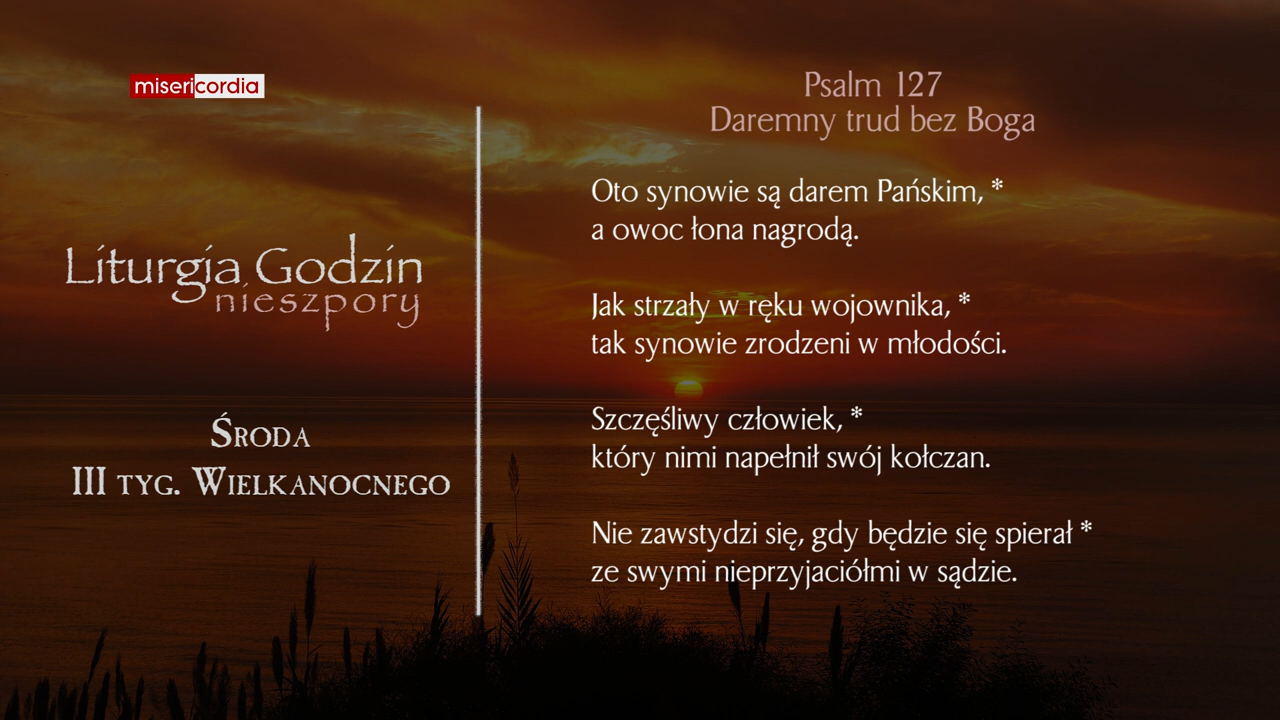 misericordia
Liturgia Godzin
nieszpory
Środa
III tyg. Wielkanocnego
Psalm 127
Daremny trud bez Boga
Oto synowie są darem Pańskim, *
a owoc łona nagrodą.
Jak strzały w ręku wojownika, *
tak synowie zrodzeni w młodości.
Szczęśliwy człowiek, *
który nimi napełnił swój kołczan.
Nie zawstydzi się, gdy będzie się spierał *
ze swymi nieprzyjaciółmi w sądzie.